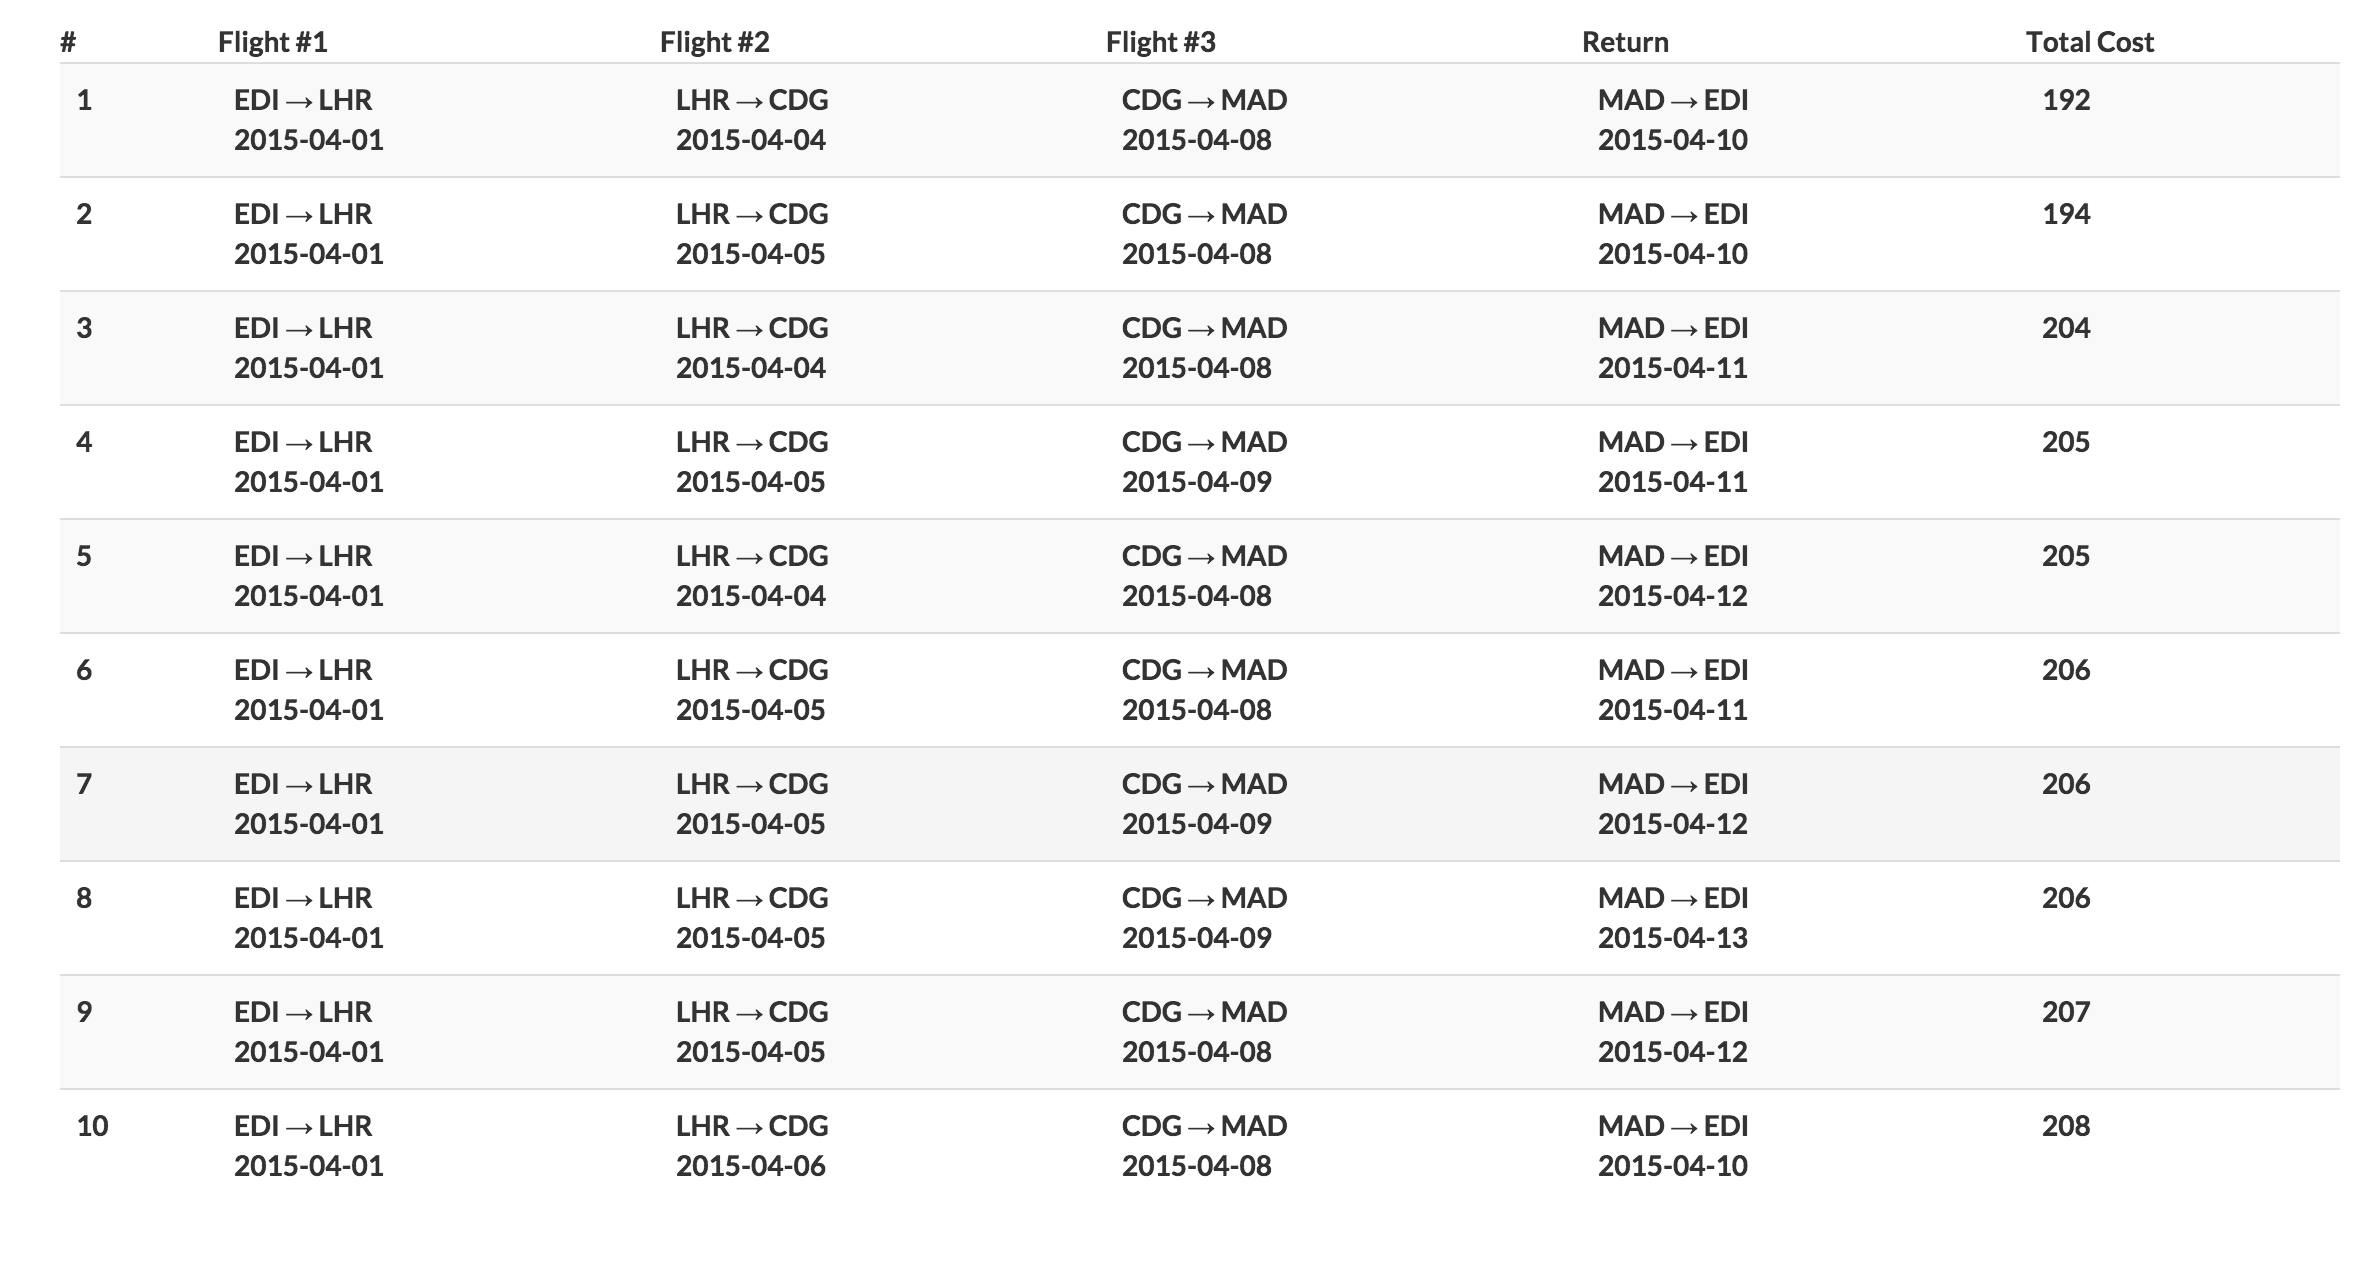 # Flight #1 Flight #2 Flight #3 Return Total Cost
1 EDI → LHR LHR → CDG CDG → MAD MAD → EDI 192
2015-04-01 2015-04-04 2015-04-08 2015-04-10
2 EDI → LHR LHR → CDG CDG → MAD MAD → EDI 194
2015-04-01 2015-04-05 2015-04-08 2015-04-10
3 EDI → LHR LHR → CDG CDG → MAD MAD → EDI 204
2015-04-01 2015-04-04 2015-04-08 2015-04-11
4 EDI → LHR LHR → CDG CDG → MAD MAD → EDI 205
2015-04-01 2015-04-05 2015-04-09 2015-04-11
5 EDI → LHR LHR → CDG CDG → MAD MAD → EDI 205
2015-04-01 2015-04-04 2015-04-08 2015-04-12
6 EDI → LHR LHR → CDG CDG → MAD MAD → EDI 206
2015-04-01 2015-04-05 2015-04-08 2015-04-11
7 EDI → LHR LHR → CDG CDG → MAD MAD → EDI 206
2015-04-01 2015-04-05 2015-04-09 2015-04-12
8 EDI → LHR LHR → CDG CDG → MAD MAD → EDI 206
2015-04-01 2015-04-05 2015-04-09 2015-04-13
9 EDI → LHR LHR → CDG CDG → MAD MAD → EDI 207
2015-04-01 2015-04-05 2015-04-08 2015-04-12
10 EDI → LHR LHR → CDG CDG → MAD MAD → EDI 208
2015-04-01 2015-04-06 2015-04-08 2015-04-10